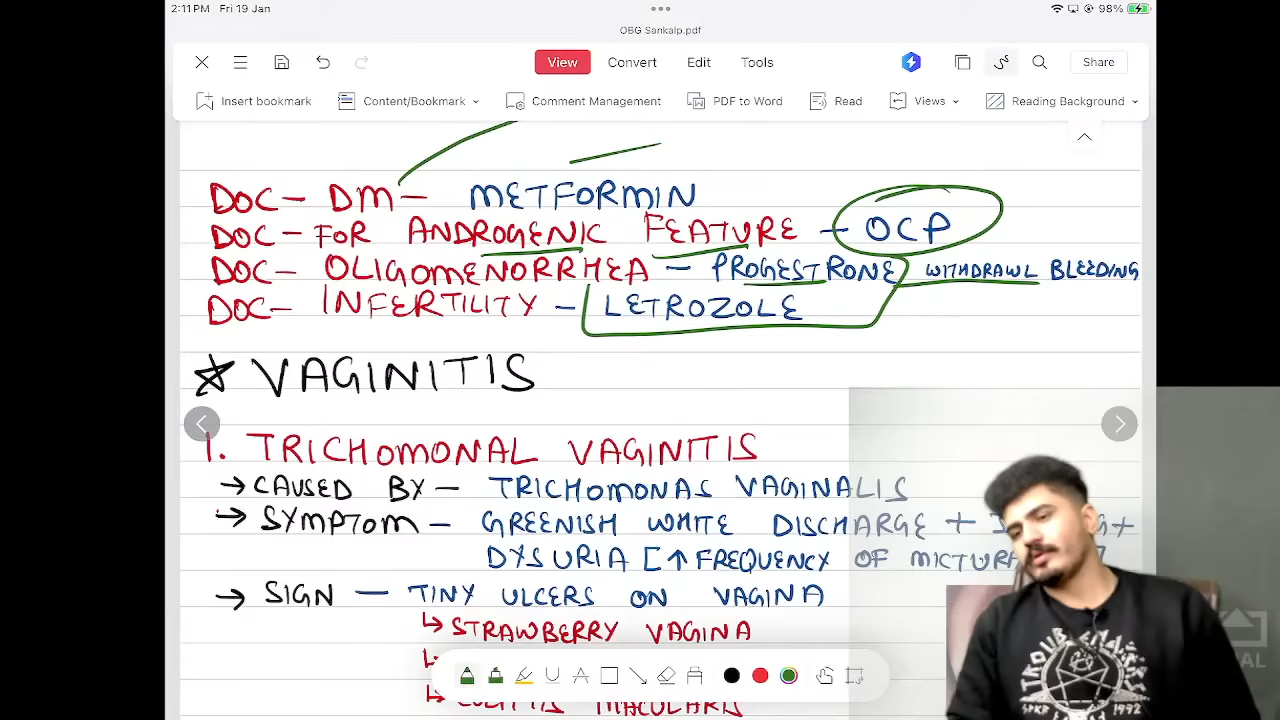 2:11 PM Fri 19 Jan
98%
OBG Sankalp.pdf
View Convert Edit Tools Share
Insert bookmark Content/Bookmark Comment Management PDF to Word Read Views Reading Background
DOC- DM- METFORMIN
DOC- FOR ANDROGENIC FEATURE - OCP
DOC- OLIGOMENORRHEA - PROGESTRONE WITHDRAWL BLEEDING
DOC- INFERTILITY - LETROZOLE
☆ VAGINITIS
1. TRICHOMONAL VAGINITIS
→ CAUSED BY - TRICHOMONAS VAGINALIS
→ SYMPTOM - GREENISH WHITE DISCHARGE +
DYSURIA [↑ FREQUENCY OF
→ SIGN - TINY ULCERS ON VAGINA
↳ STRAWBERRY VAGINA
TROUBLEMAKER
1992